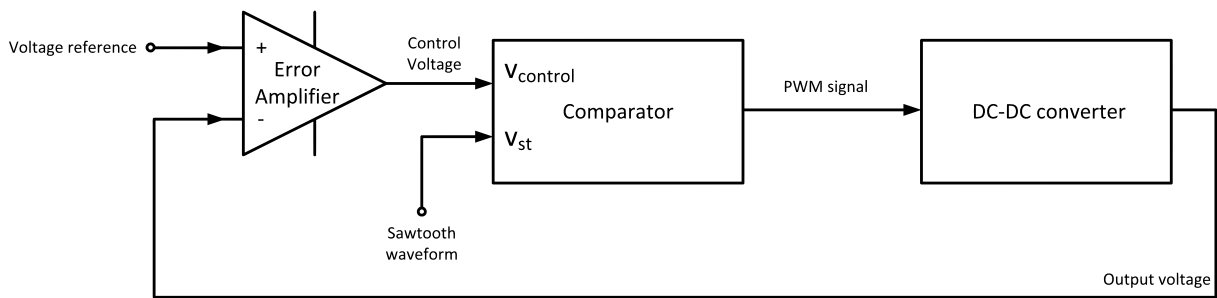 Voltage reference
+
Error
Amplifier
-
Control
Voltage
Vcontrol
Vst
Comparator
Sawtooth
waveform
PWM signal
DC-DC converter
Output voltage